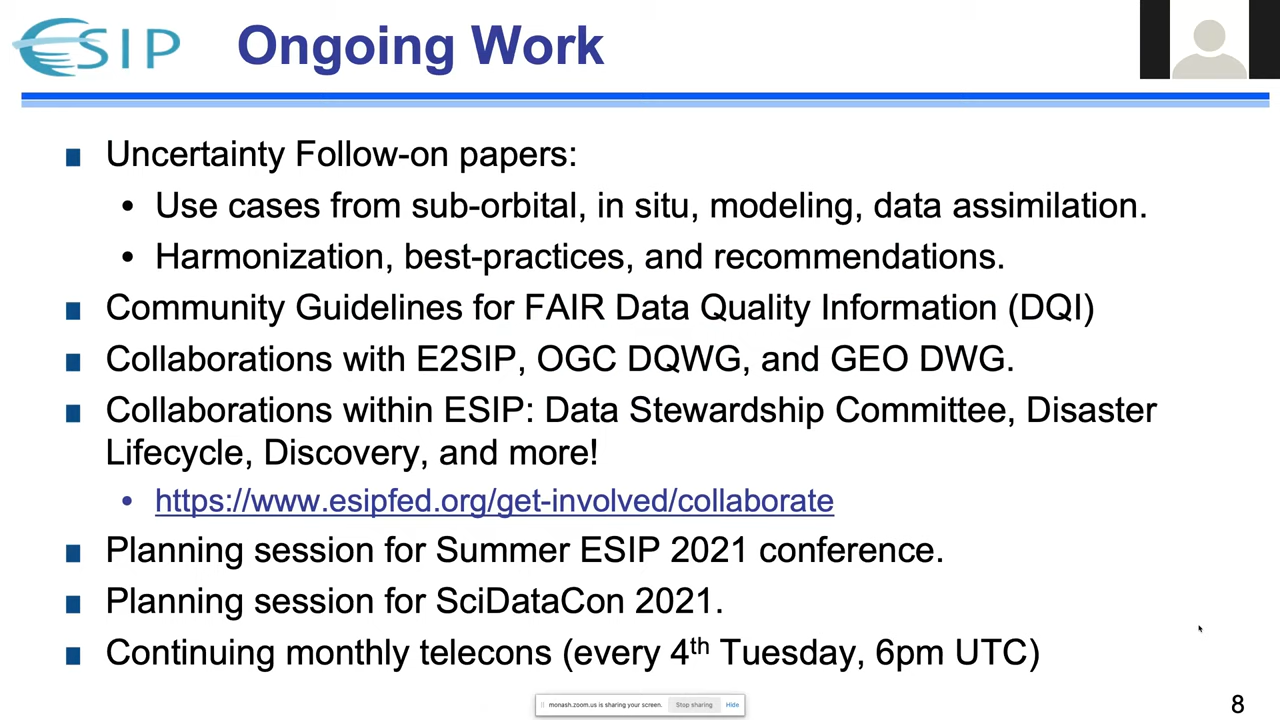 ESIP
Ongoing Work
Uncertainty Follow-on papers:
Use cases from sub-orbital, in situ, modeling, data assimilation.
Harmonization, best-practices, and recommendations.
Community Guidelines for FAIR Data Quality Information (DQI)
Collaborations with E2SIP, OGC DQWG, and GEO DWG.
Collaborations within ESIP: Data Stewardship Committee, Disaster
Lifecycle, Discovery, and more!
https://www.esipfed.org/get-involved/collaborate
Planning session for Summer ESIP 2021 conference.
Planning session for SciDataCon 2021.
Continuing monthly telecons (every 4th Tuesday, 6pm UTC)
monash.zoom.us is sharing your screen. Stop sharing Hide
8